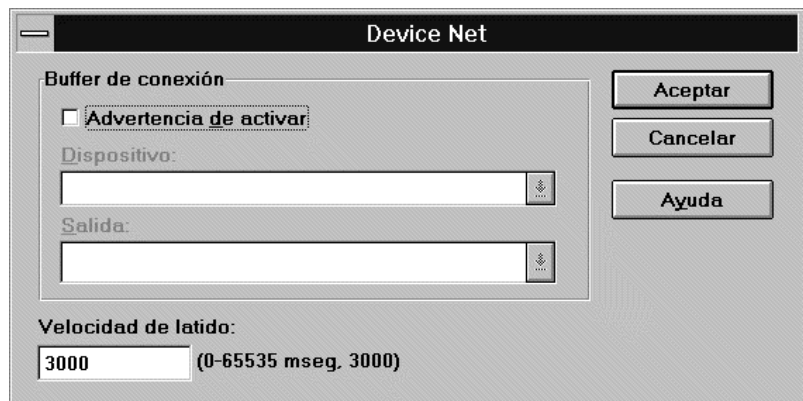 Device Net
Buffer de conexión
Advertencia de activar
Dispositivo:
Salida:
Aceptar
Cancelar
Ayuda
Velocidad de latido:
3000 (0-65535 mseg, 3000)